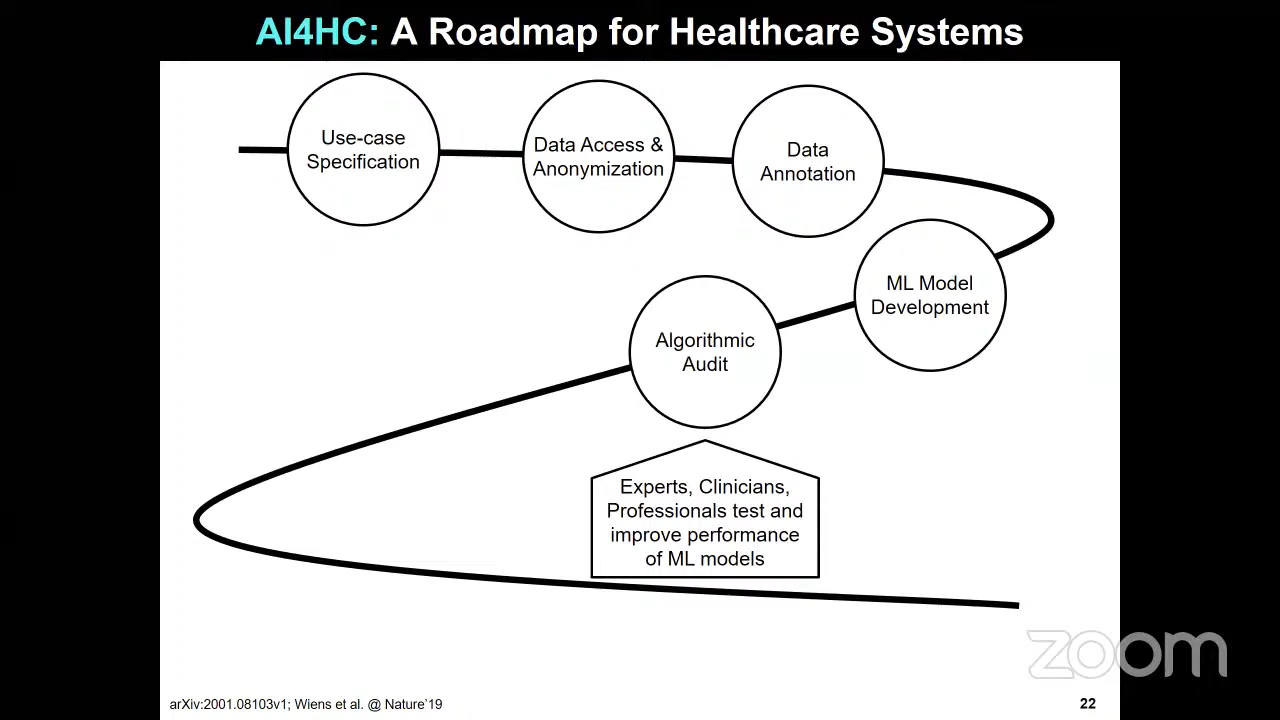 AI4HC: A Roadmap for Healthcare Systems
Use-case
Specification
Data Access &
Anonymization
Data
Annotation
ML Model
Development
Algorithmic
Audit
Experts, Clinicians,
Professionals test and
improve performance
of ML models
zoom
arXiv:2001.08103v1; Wiens et al. @ Nature’19
22